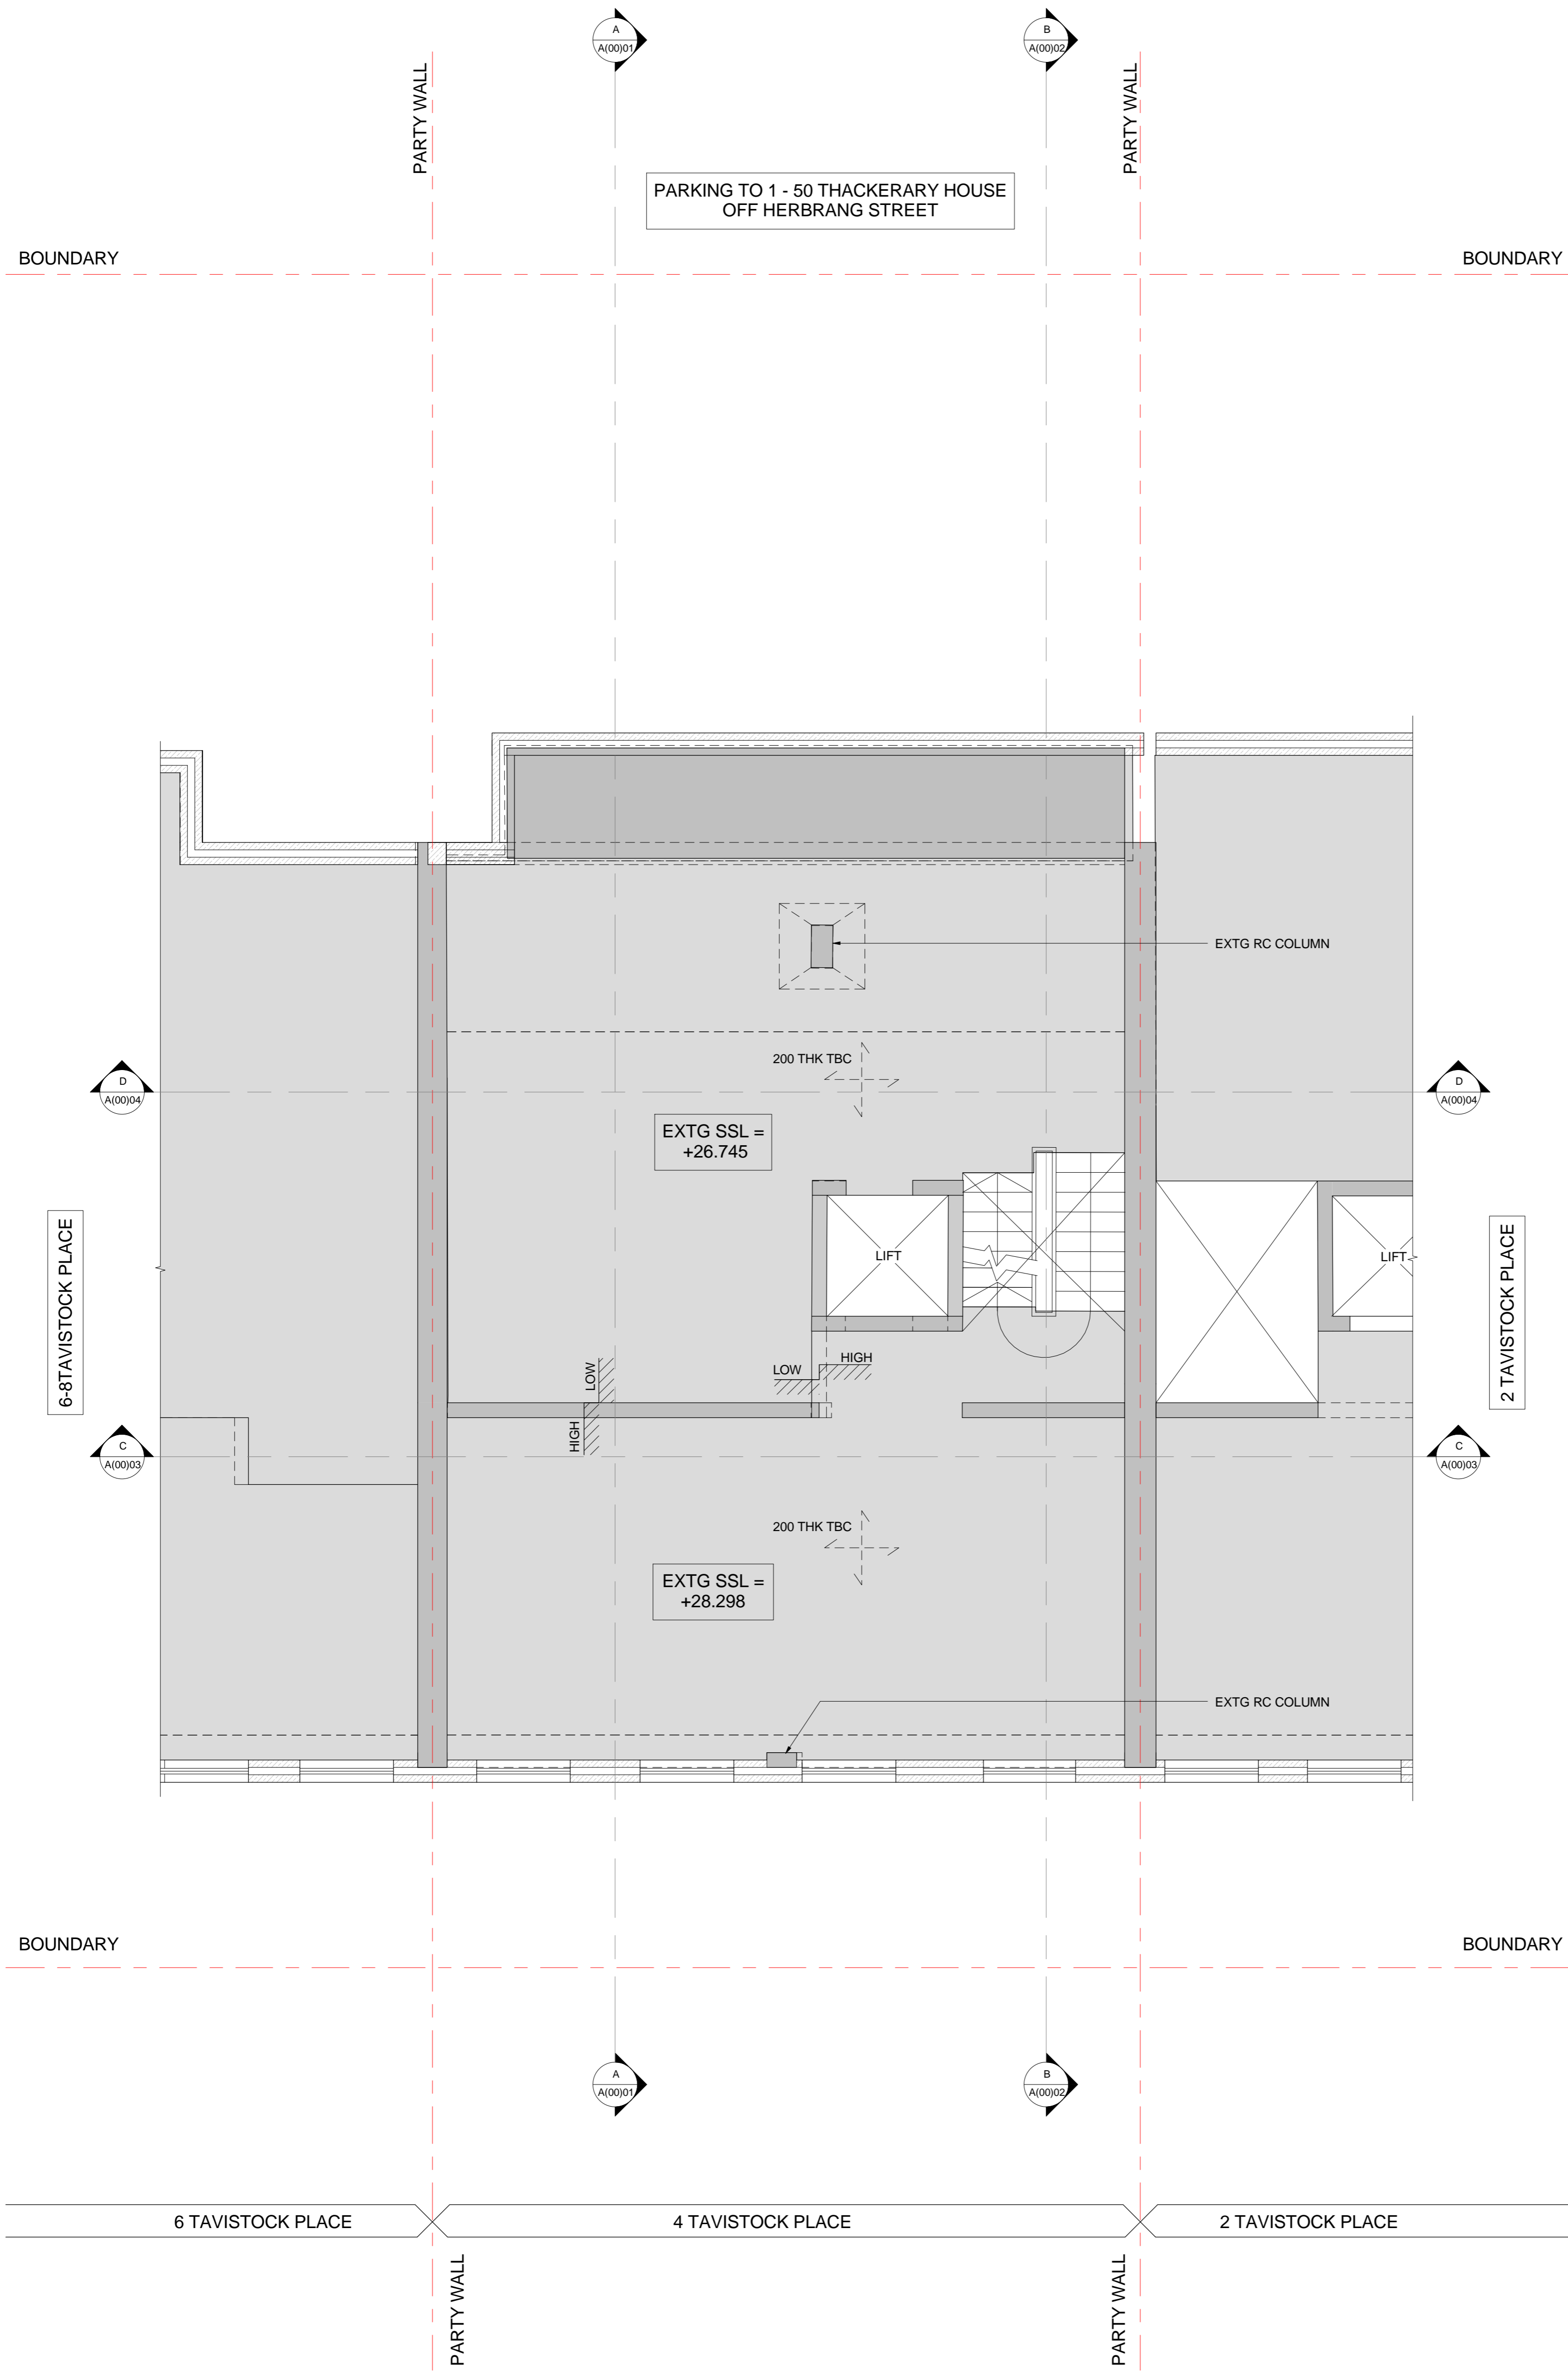 A
A(00)01
B
A(00)02
PARTY WALL
PARTY WALL
PARKING TO 1 - 50 THACKERARY HOUSE
OFF HERBRANG STREET
BOUNDARY
BOUNDARY
EXTG RC COLUMN
200 THK TBC
D
A(00)04
D
A(00)04
EXTG SSL =
+26.745
6-8TAVISTOCK PLACE
LIFT
LIFT
2 TAVISTOCK PLACE
LOW
HIGH
LOW
HIGH
C
A(00)03
C
A(00)03
200 THK TBC
EXTG SSL =
+28.298
EXTG RC COLUMN
BOUNDARY
BOUNDARY
A
A(00)01
B
A(00)02
6 TAVISTOCK PLACE
4 TAVISTOCK PLACE
2 TAVISTOCK PLACE
PARTY WALL
PARTY WALL